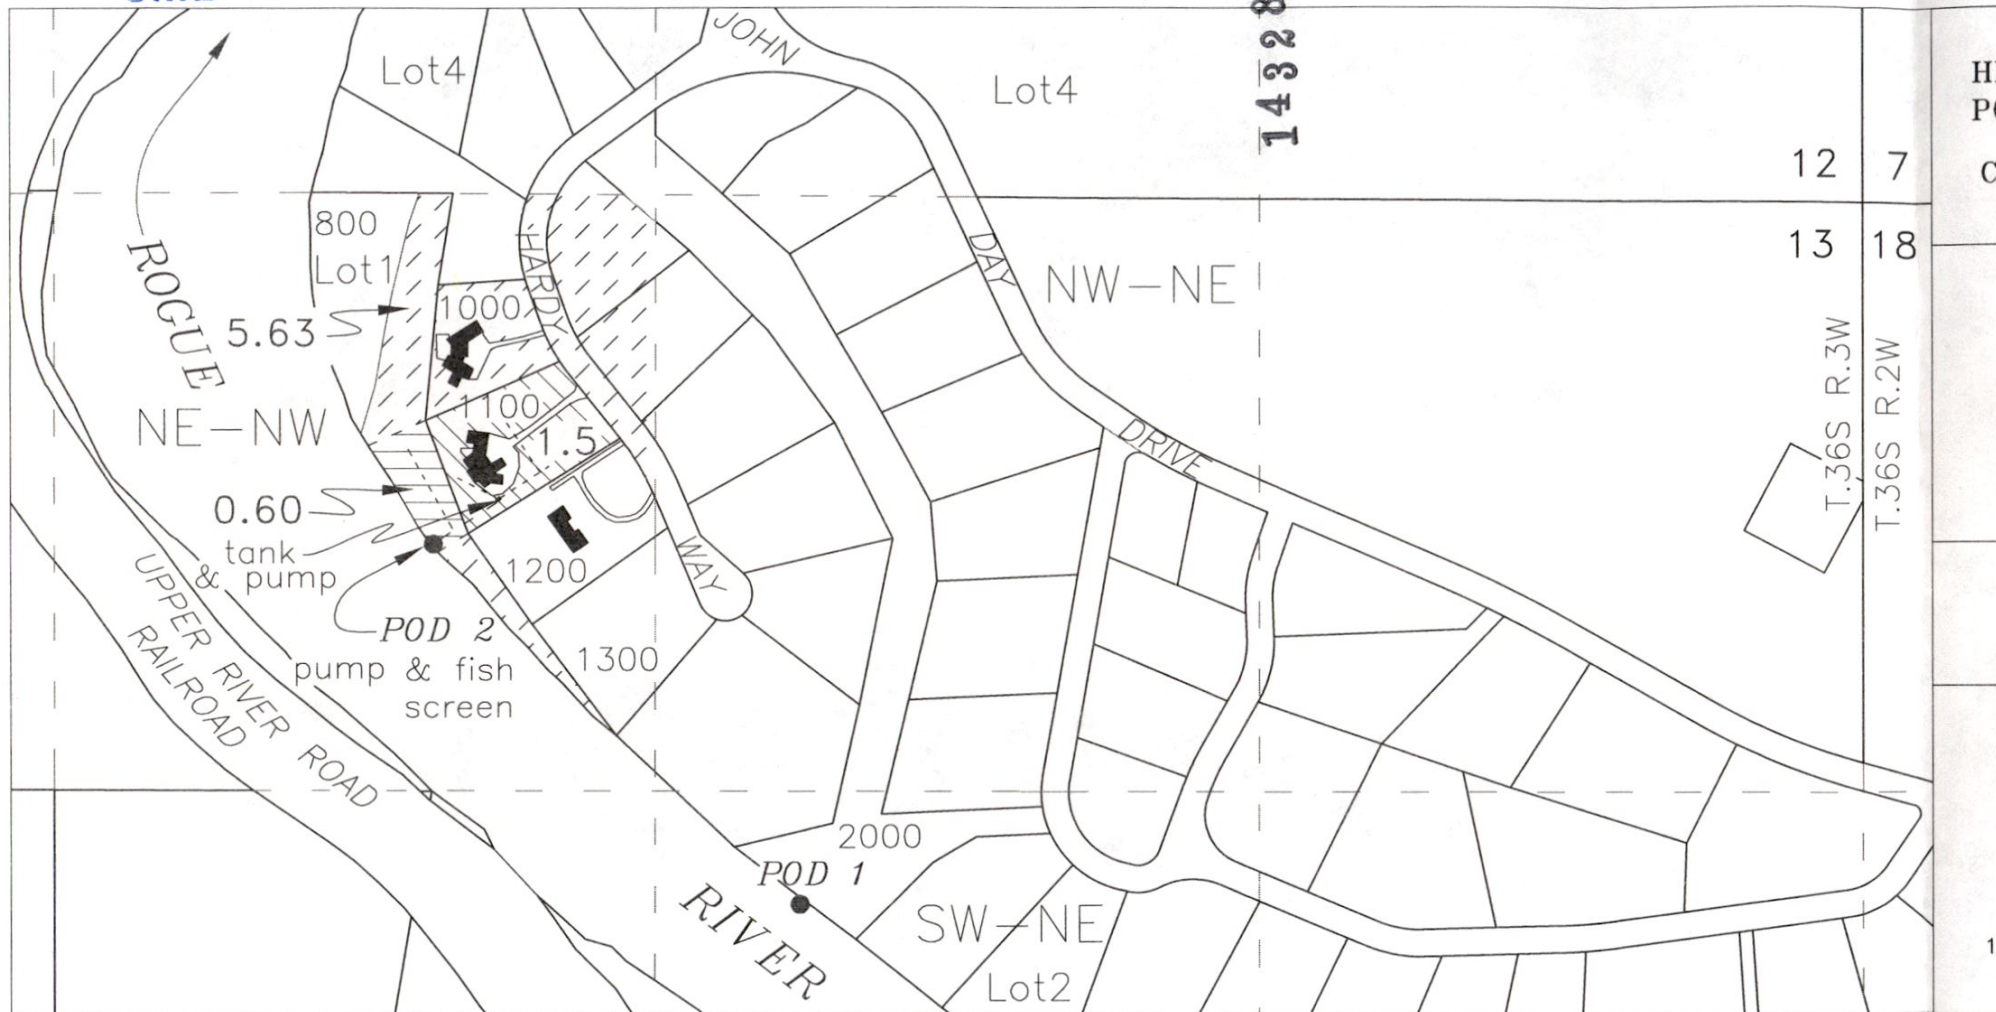 JOHN
Lot4
Lot4
14328
12
7
800
HARDY
DAY
13
18
ROGUE
Lot1
NW-NE
1000
5.63
T.36S R.3W
T.36S R.2W
NE-NW
1100
1.5
DRIVE
0.60
tank
& pump
1200
WAY
UPPER RIVER ROAD
RAILROAD
POD 2
pump & fish
screen
1300
2000
POD 1
RIVER
SW-NE
Lot2